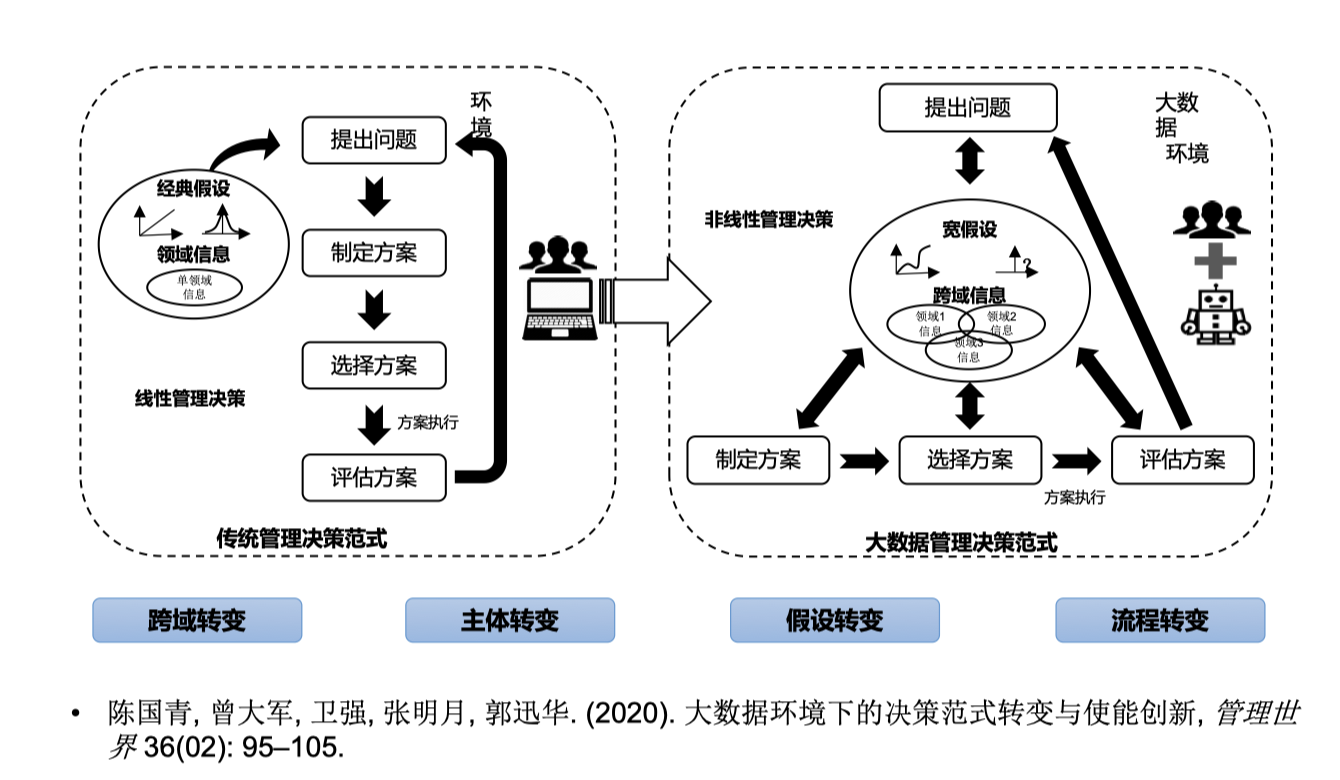 环
境
提出问题
经典假设
领域信息
单领域
信息
制定方案
选择方案
线性管理决策
方案执行
评估方案
传统管理决策范式
提出问题
大数
据
环境
非线性管理决策
宽假设
?
跨域信息
领域1
信息
领域2
信息
领域3
信息
制定方案
选择方案
评估方案
方案执行
大数据管理决策范式
跨域转变
主体转变
假设转变
流程转变
• 陈国青, 曾大军, 卫强, 张明月, 郭迅华. (2020). 大数据环境下的决策范式转变与使能创新, 管理世
界 36(02): 95–105.